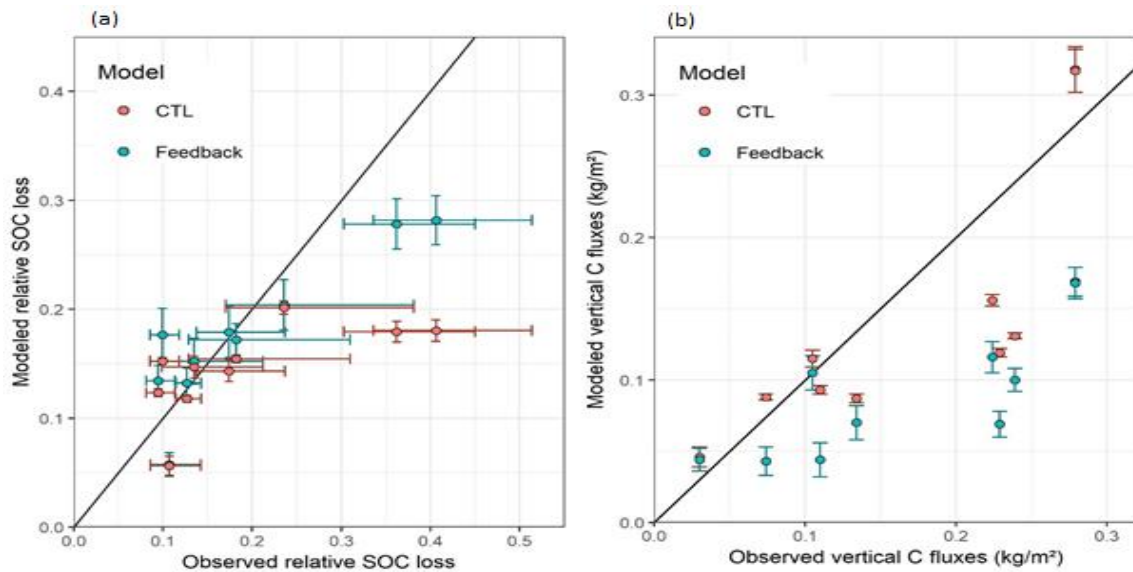 (a)
Model
CTL
Feedback
Modeled relative SOC loss
0.4
0.3
0.2
0.1
0.0
0.0 0.1 0.2 0.3 0.4 0.5
Observed relative SOC loss
(b)
Model
CTL
Feedback
Modeled vertical C fluxes (kg/m²)
0.3
0.2
0.1
0.0
0.0 0.1 0.2 0.3
Observed vertical C fluxes (kg/m²)